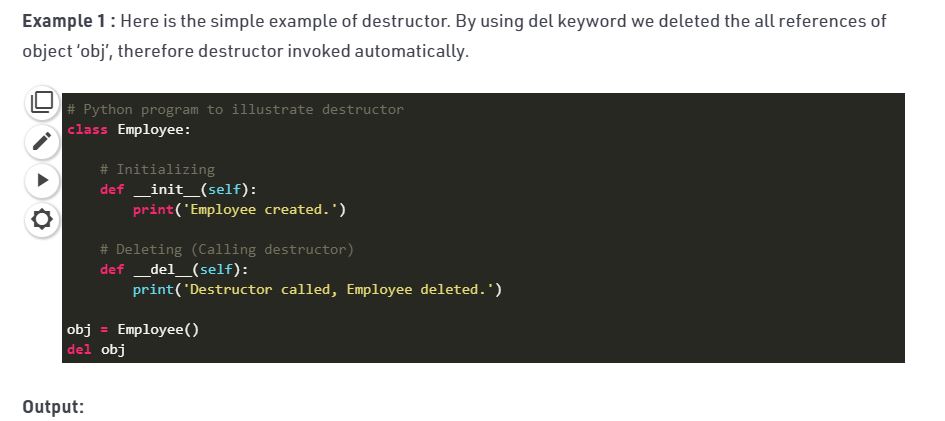 Example 1 : Here is the simple example of destructor. By using del keyword we deleted the all references of
object ‘obj’, therefore destructor invoked automatically.
# Python program to illustrate destructor
class Employee:
    # Initializing
    def __init__(self):
        print('Employee created.')
    # Deleting (Calling destructor)
    def __del__(self):
        print('Destructor called, Employee deleted.')
obj = Employee()
del obj
Output: